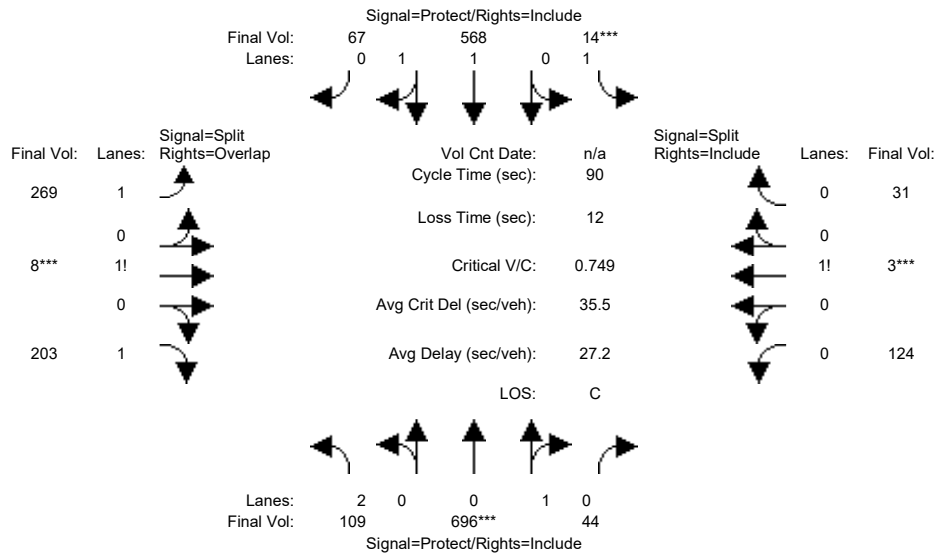 Signal=Protect/Rights=Include
Final Vol: 67 568 14***
Lanes: 0 1 1 0 1
Signal=Split
Final Vol: Lanes: Rights=Overlap
Vol Cnt Date: n/a
Signal=Split
Rights=Include Lanes: Final Vol:
Cycle Time (sec): 90
269 1
0 31
Loss Time (sec): 12
0
0
8*** 1!
Critical V/C: 0.749
1! 3***
0
Avg Crit Del (sec/veh): 35.5
0
203 1
Avg Delay (sec/veh): 27.2
0 124
LOS: C
Lanes: 2 0 0 1 0
Final Vol: 109 696*** 44
Signal=Protect/Rights=Include